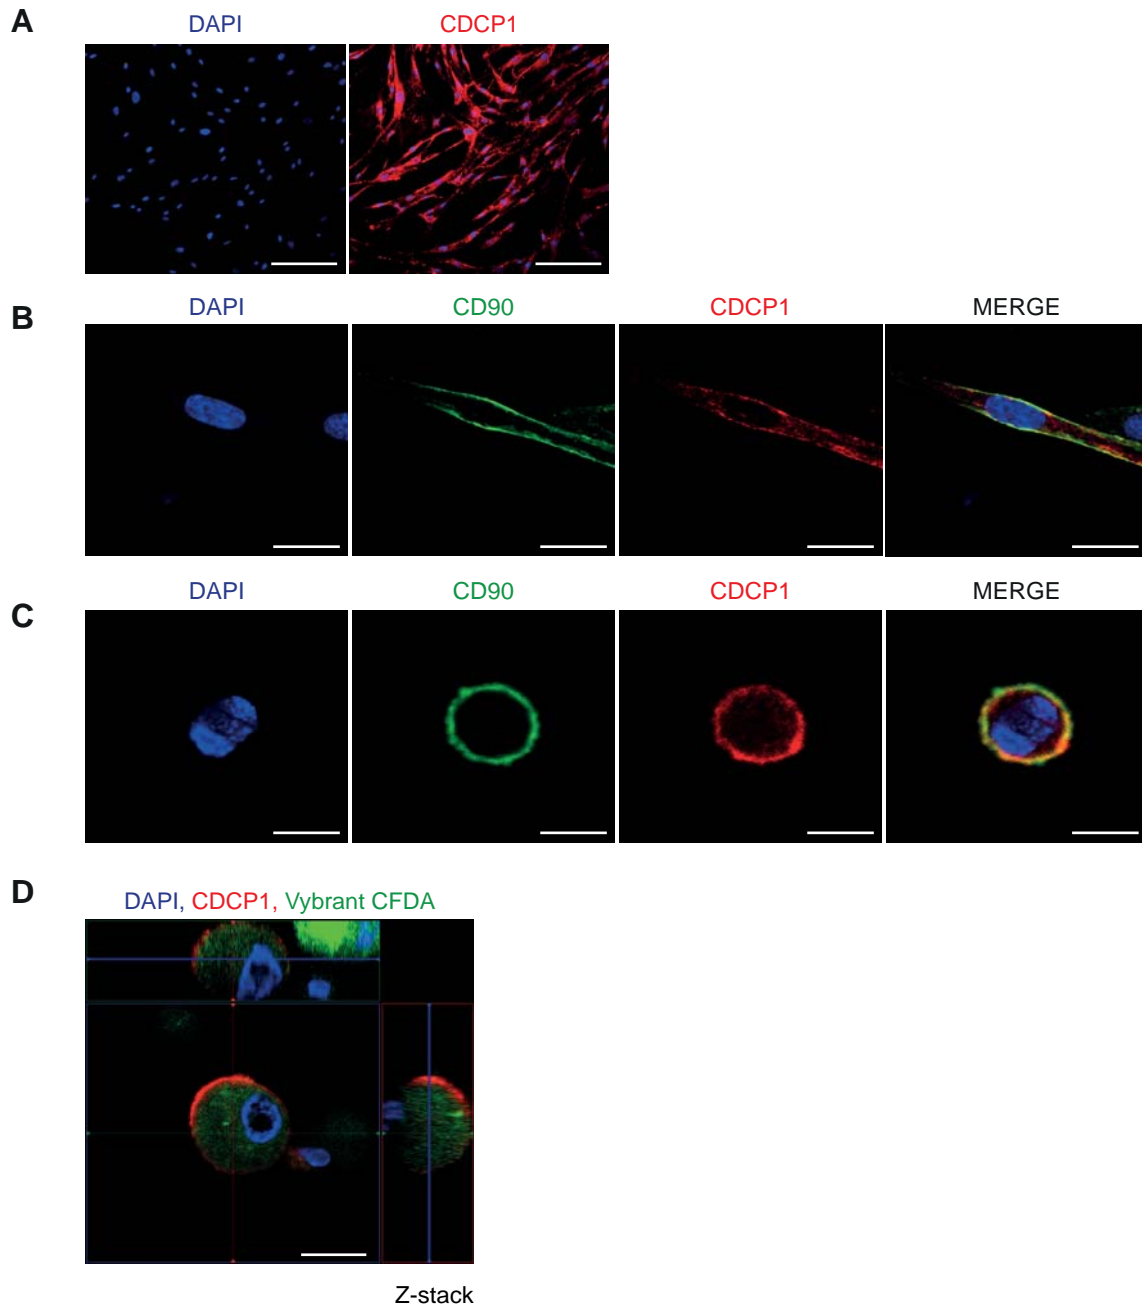 A
DAPI CDCP1
B
DAPI CD90 CDCP1 MERGE
C
DAPI CD90 CDCP1 MERGE
D
DAPI, CDCP1, Vybrant CFDA
Z-stack